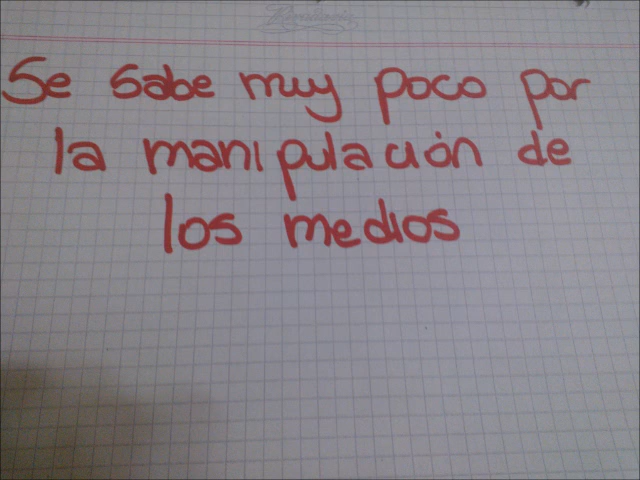 Se sabe muy poco por
la manipulación de
los medios